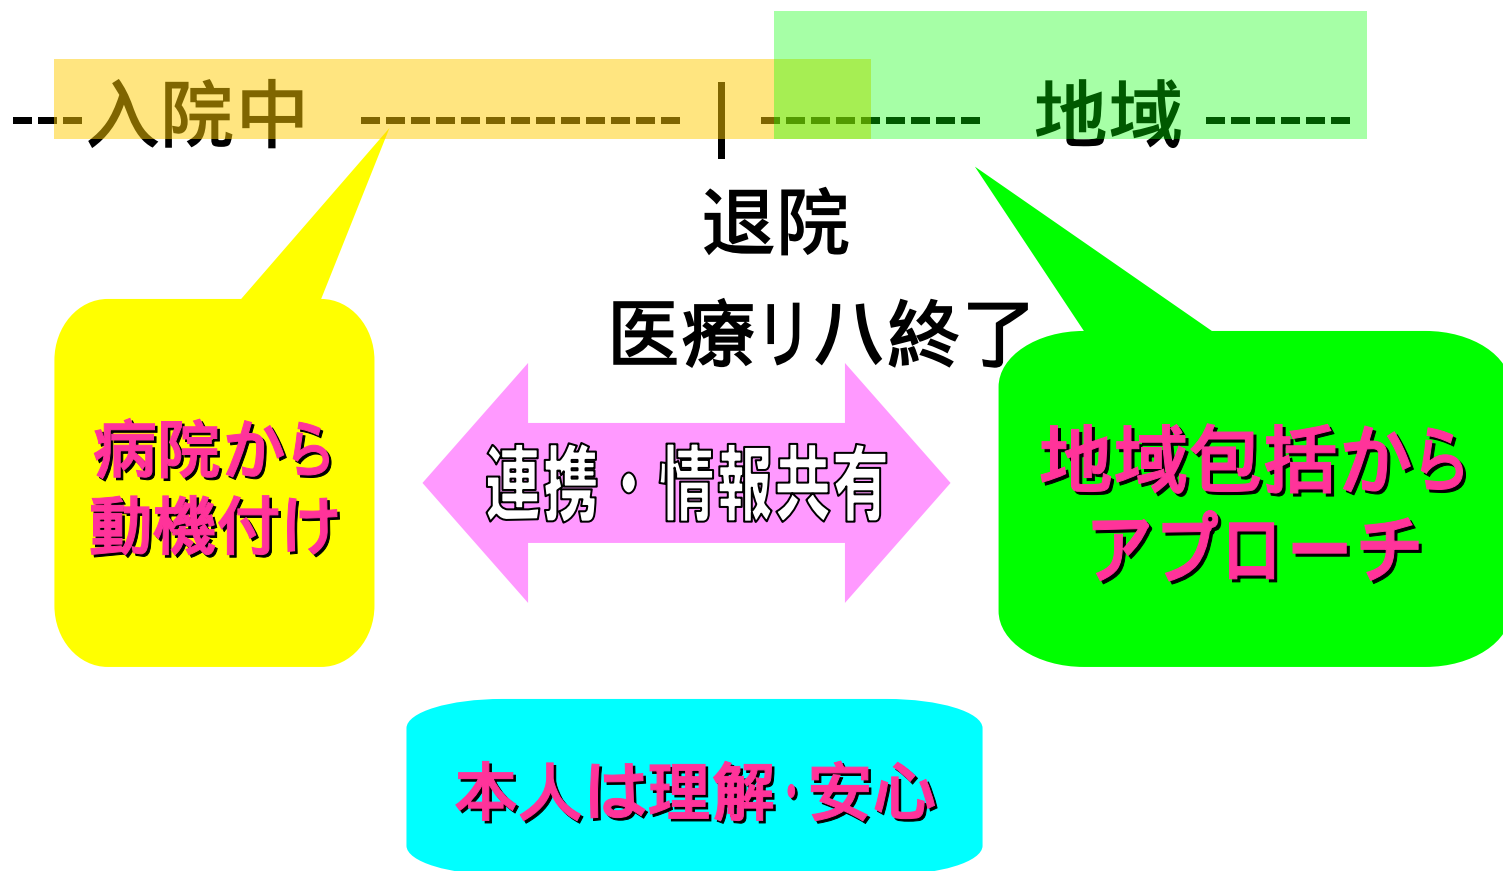 --- 入院中 ------------- | --------- 地域 ------
退院
医療リハ終了
病院から
動機付け
連携・情報共有
地域包括から
アプローチ
本人は理解・安心